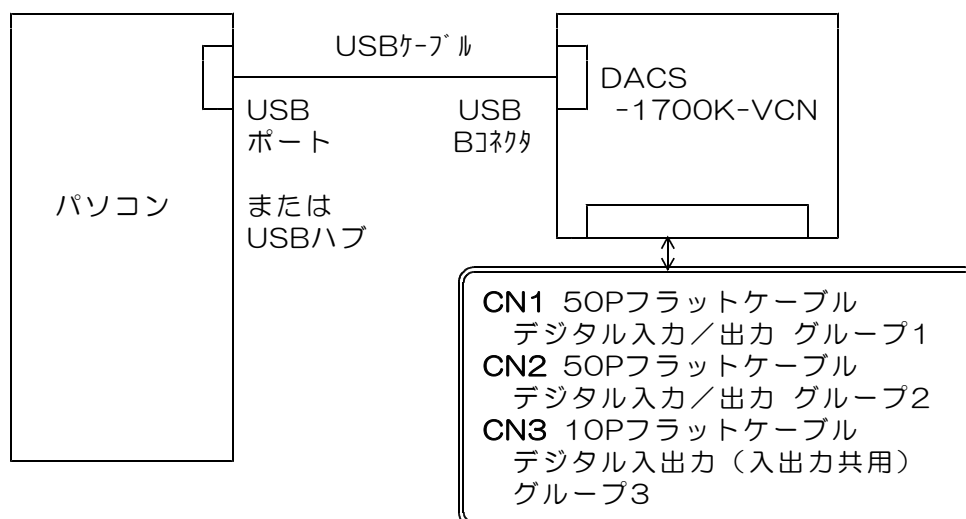 USBｹｰﾌﾞﾙ
DACS
-1700K-VCN
USB
ポート
USB
Bｺﾈｸﾀ
パソコン
または
USBハブ
CN1 50Pフラットケーブル
デジタル入力／出力 グループ1
CN2 50Pフラットケーブル
デジタル入力／出力 グループ2
CN3 10Pフラットケーブル
デジタル入出力（入出力共用）
グループ3